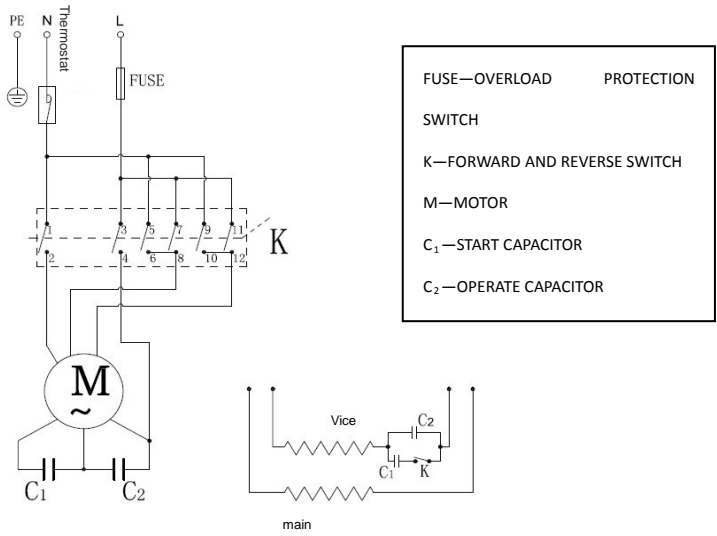 PE N L
Thermostat
FUSE
1 3 5 7 9 11
K
2 4 6 8 10 12
M
~
C1 C2
Vice
C2
C1 K
main
FUSE—OVERLOAD PROTECTION
SWITCH
K—FORWARD AND REVERSE SWITCH
M—MOTOR
C1—START CAPACITOR
C2—OPERATE CAPACITOR